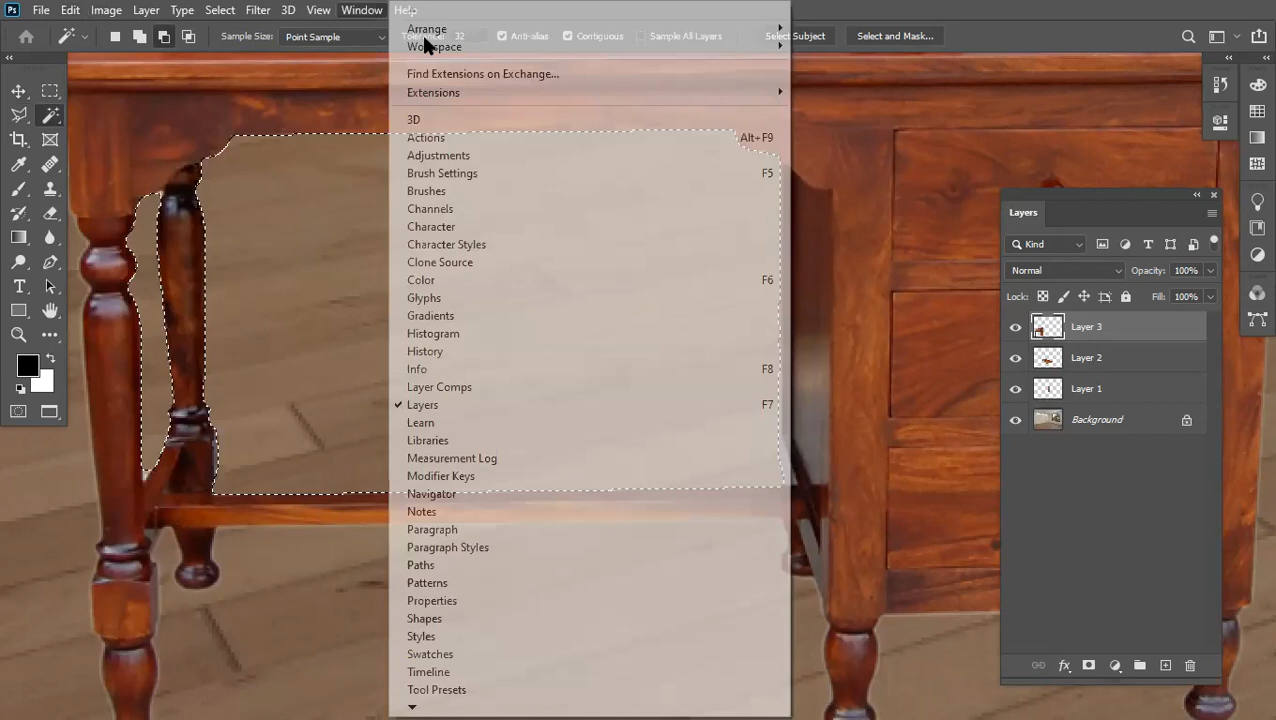 Ps File Edit Image Layer Type Select Filter 3D View Window Help
Sample Size: Point Sample Tolerance: 32 Anti-alias Contiguous Sample All Layers Select Subject Select and Mask...
Arrange
Workspace
Find Extensions on Exchange...
Extensions
3D
Actions Alt+F9
Adjustments
Brush Settings F5
Brushes
Channels
Character
Character Styles
Clone Source
Color F6
Glyphs
Gradients
Histogram
History
Info F8
Layer Comps
Layers F7
Learn
Libraries
Measurement Log
Modifier Keys
Navigator
Notes
Paragraph
Paragraph Styles
Paths
Patterns
Properties
Shapes
Styles
Swatches
Timeline
Tool Presets
Layers
Kind
Normal Opacity: 100%
Lock: Fill: 100%
Layer 3
Layer 2
Layer 1
Background
fx